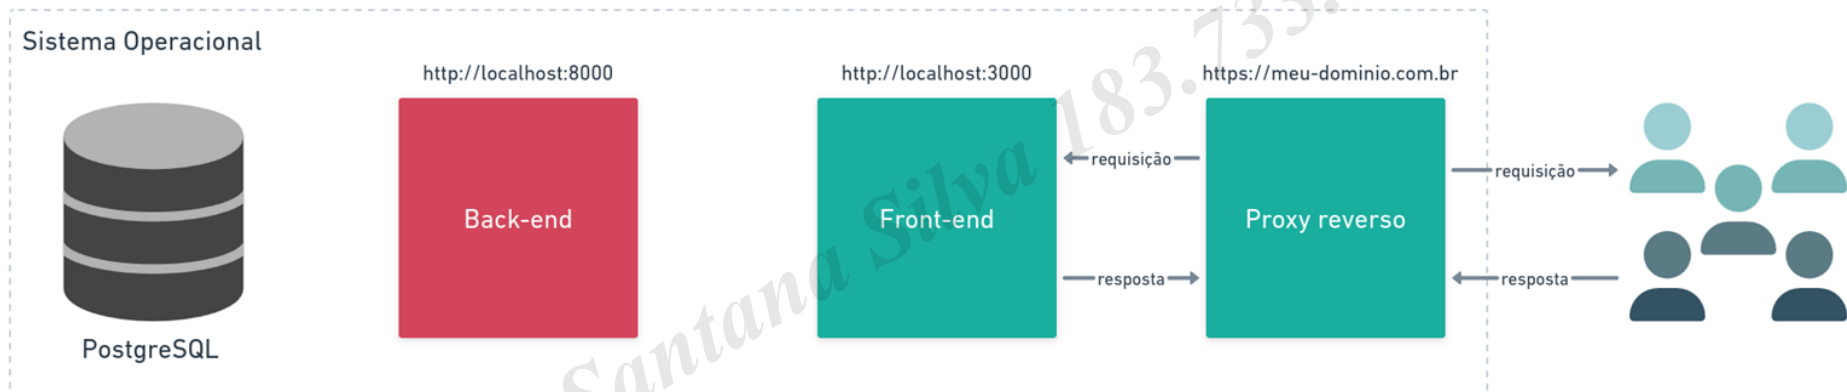 Sistema Operacional
http://localhost:8000
http://localhost:3000
https://meu-dominio.com.br
requisição
requisição
Back-end
Front-end
Proxy reverso
resposta
resposta
PostgreSQL
Santana Silva 183.733.